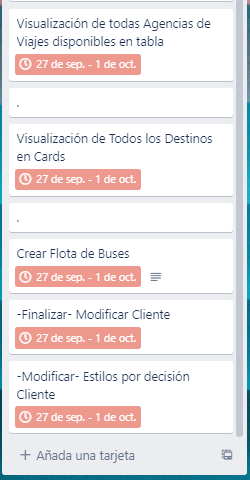 Visualización de todas Agencias de
Viajes disponibles en tabla
27 de sep. - 1 de oct.
.
Visualización de Todos los Destinos
en Cards
27 de sep. - 1 de oct.
.
Crear Flota de Buses
27 de sep. - 1 de oct.
-Finalizar- Modificar Cliente
27 de sep. - 1 de oct.
-Modificar- Estilos por decisión
Cliente
27 de sep. - 1 de oct.
+ Añada una tarjeta